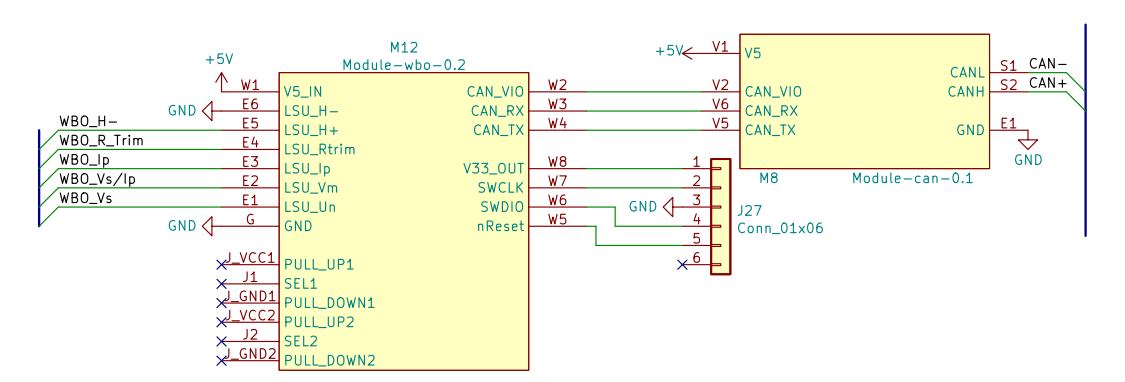 M12
Module-wbo-0.2
+5V
W1 V5_IN
GND E6 LSU_H-
WBO_H- E5 LSU_H+
WBO_R_Trim E4 LSU_Rtrim
WBO_Ip E3 LSU_Ip
WBO_Vs/Ip E2 LSU_Vm
WBO_Vs E1 LSU_Un
GND G GND
J_VCC1 PULL_UP1
J1 SEL1
J_GND1 PULL_DOWN1
J_VCC2 PULL_UP2
J2 SEL2
J_GND2 PULL_DOWN2
CAN_VIO W2
CAN_RX W3
CAN_TX W4
V33_OUT W8
SWCLK W7
SWDIO W6
nReset W5
1
2
GND 3
4
5
6
J27
Conn_01x06
+5V V1 V5
V2 CAN_VIO
V6 CAN_RX
V5 CAN_TX
CANL S1 CAN-
CANH S2 CAN+
GND E1
GND
M8
Module-can-0.1